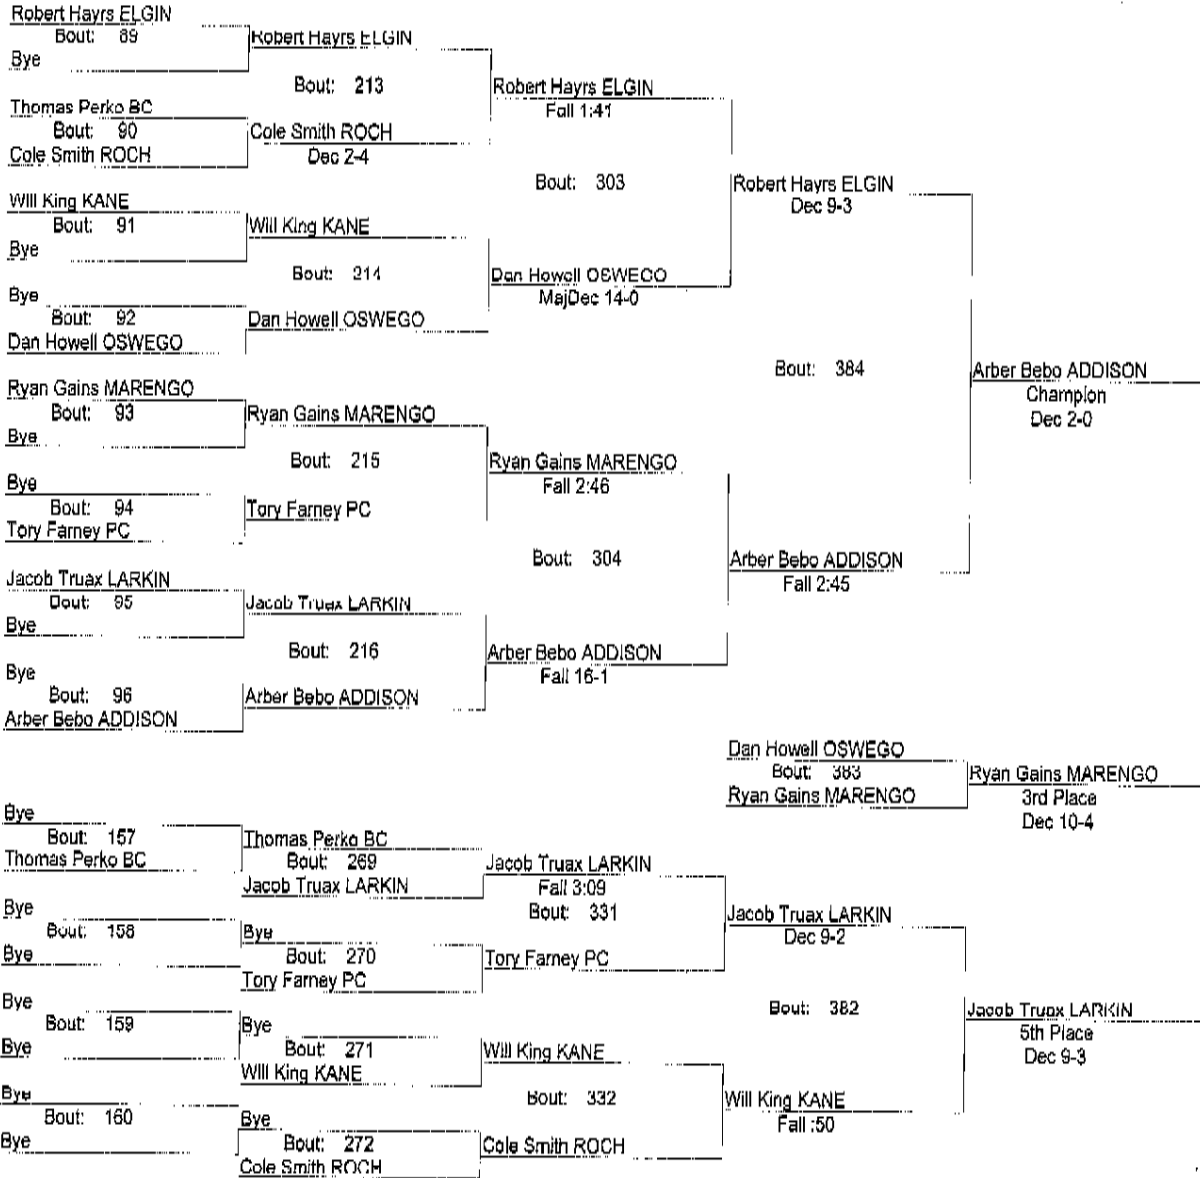 Robert Hayrs ELGIN
Bout: 89
Bye
Robert Hayrs ELGIN
Bout: 213
Thomas Perko BC
Bout: 90
Cole Smith ROCH
Cole Smith ROCH
Dec 2-4
Robert Hayrs ELGIN
Fall 1:41
Bout: 303
Will King KANE
Bout: 91
Bye
Will King KANE
Bout: 214
Bye
Bout: 92
Dan Howell OSWEGO
Dan Howell OSWEGO
Dan Howell OSWEGO
MajDec 14-0
Robert Hayrs ELGIN
Dec 9-3
Bout: 384
Ryan Gains MARENGO
Bout: 93
Bye
Ryan Gains MARENGO
Bout: 215
Bye
Bout: 94
Tory Farney PC
Tory Farney PC
Ryan Gains MARENGO
Fall 2:46
Bout: 304
Jacob Truax LARKIN
Bout: 95
Bye
Jacob Truax LARKIN
Bout: 216
Bye
Bout: 96
Arber Bebo ADDISON
Arber Bebo ADDISON
Arber Bebo ADDISON
Fall 16-1
Arber Bebo ADDISON
Fall 2:45
Arber Bebo ADDISON
Champion
Dec 2-0
Dan Howell OSWEGO
Bout: 383
Ryan Gains MARENGO
Ryan Gains MARENGO
3rd Place
Dec 10-4
Bye
Bout: 157
Thomas Perko BC
Thomas Perko BC
Bout: 269
Jacob Truax LARKIN
Jacob Truax LARKIN
Fall 3:09
Bout: 331
Bye
Bout: 158
Bye
Bye
Bout: 270
Tory Farney PC
Tory Farney PC
Jacob Truax LARKIN
Dec 9-2
Bout: 382
Bye
Bout: 159
Bye
Bye
Bout: 271
Will King KANE
Will King KANE
Bout: 332
Bye
Bout: 160
Bye
Bye
Bout: 272
Cole Smith ROCH
Cole Smith ROCH
Will King KANE
Fall :50
Jacob Truax LARKIN
5th Place
Dec 9-3